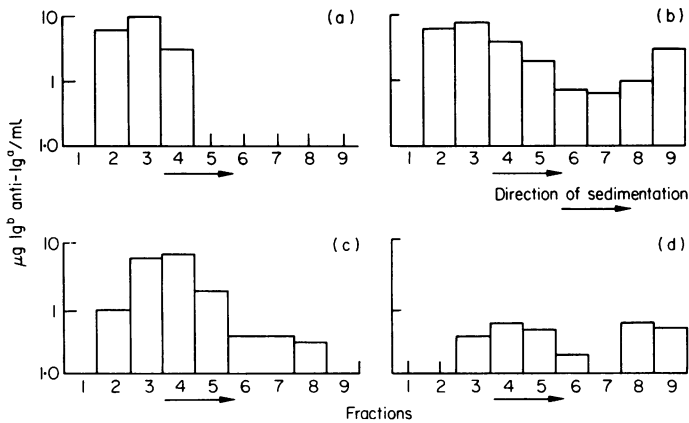 µg Igᵇ anti-Igᵃ/ml
(a)
10
1
1·0
1 2 3 4 5 6 7 8 9
(b)
1 2 3 4 5 6 7 8 9
Direction of sedimentation
(c)
10
1
1·0
1 2 3 4 5 6 7 8 9
(d)
1 2 3 4 5 6 7 8 9
Fractions